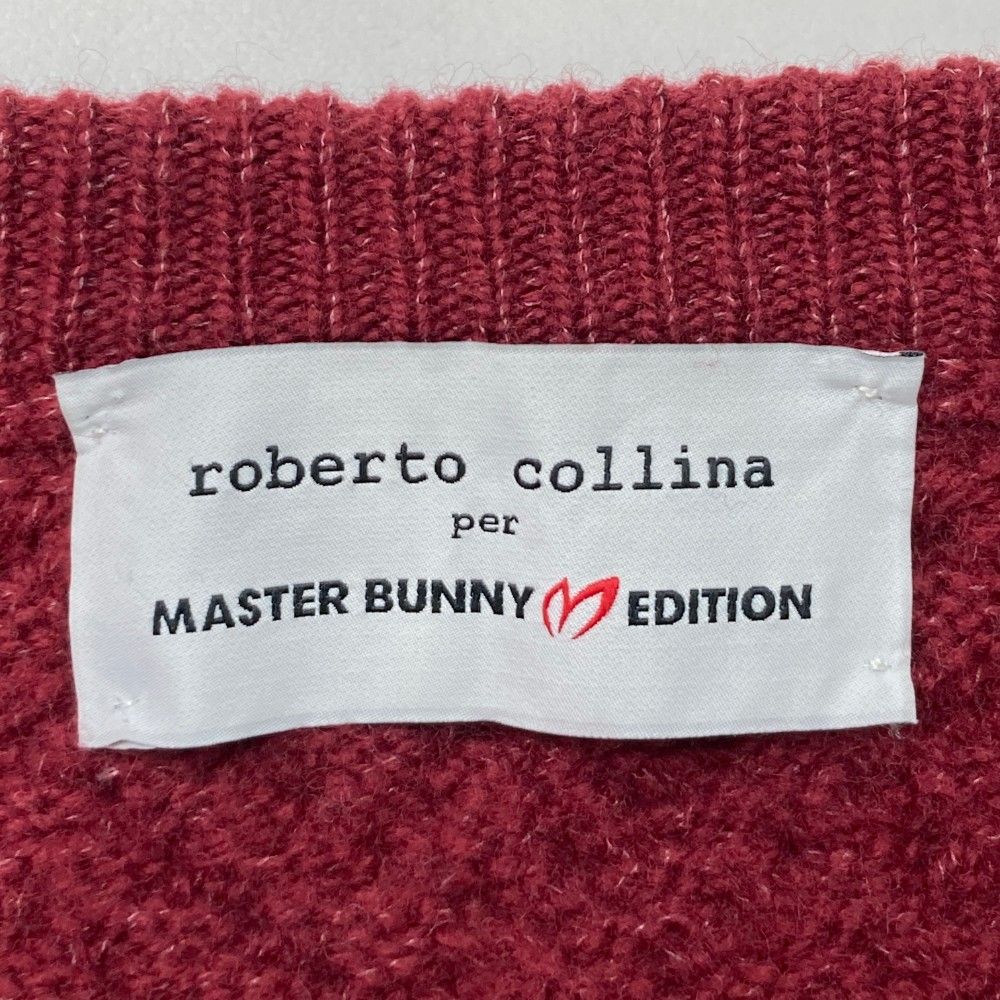 roberto collina
per
MASTER BUNNY EDITION